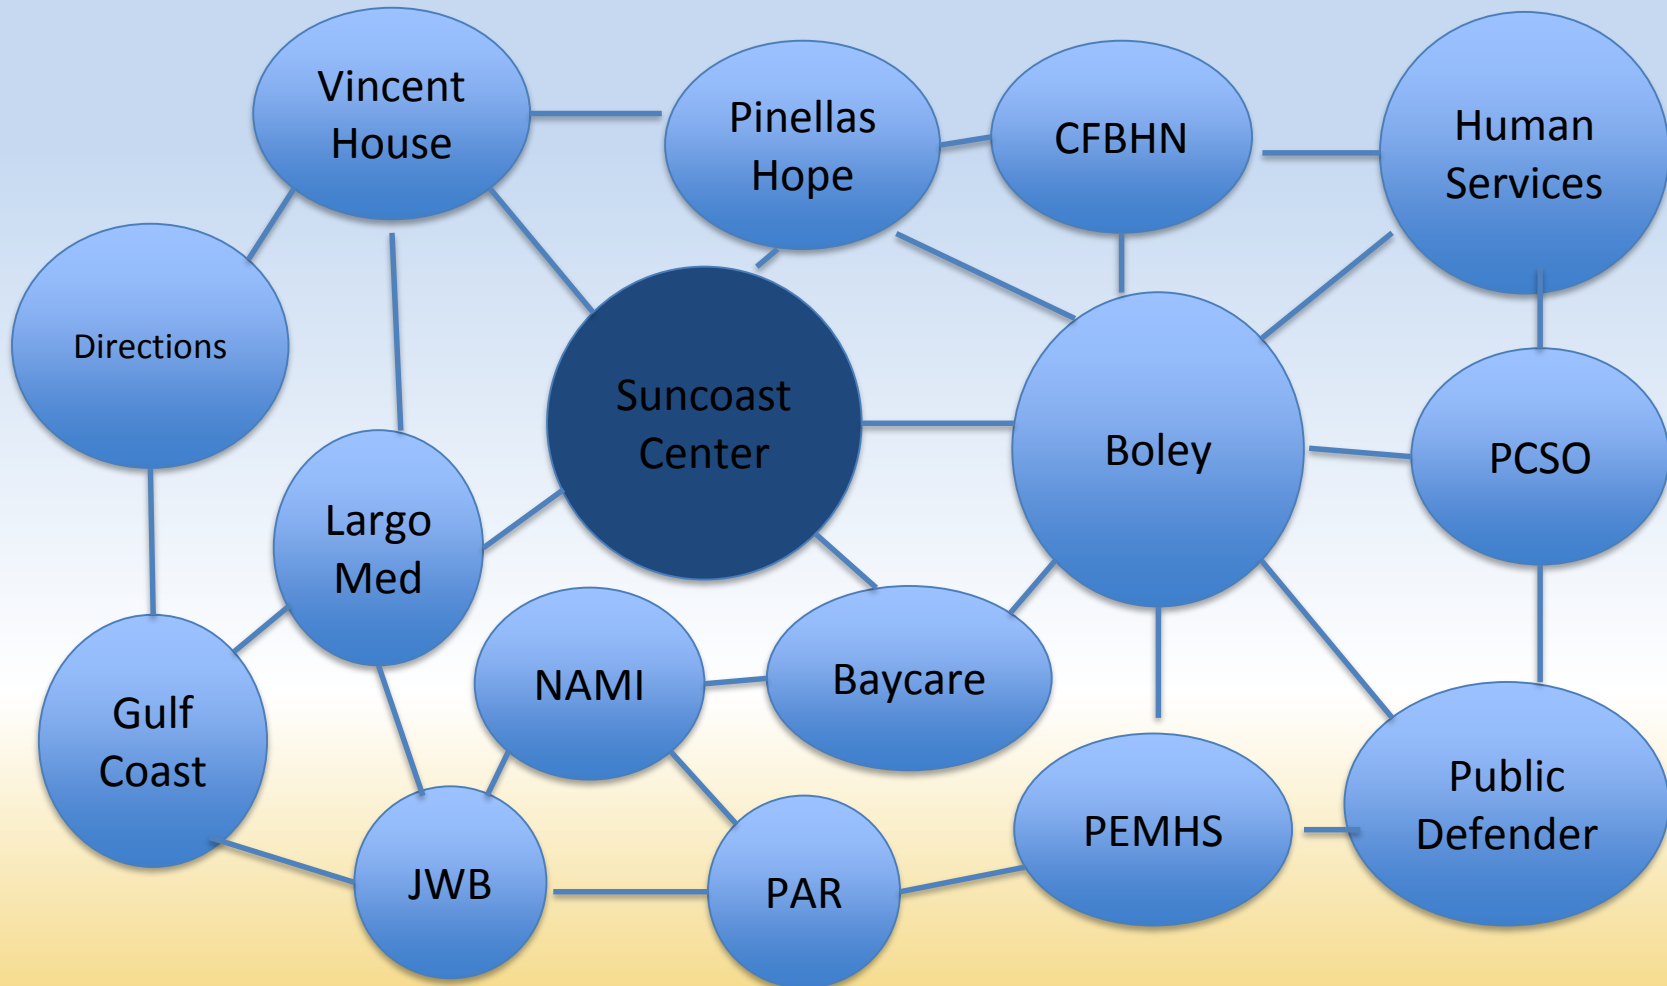 Vincent
House
Pinellas
Hope
CFBHN
Human
Services
Directions
Suncoast
Center
Boley
PCSO
Largo
Med
NAMI
Baycare
Gulf
Coast
PEMHS
Public
Defender
JWB
PAR